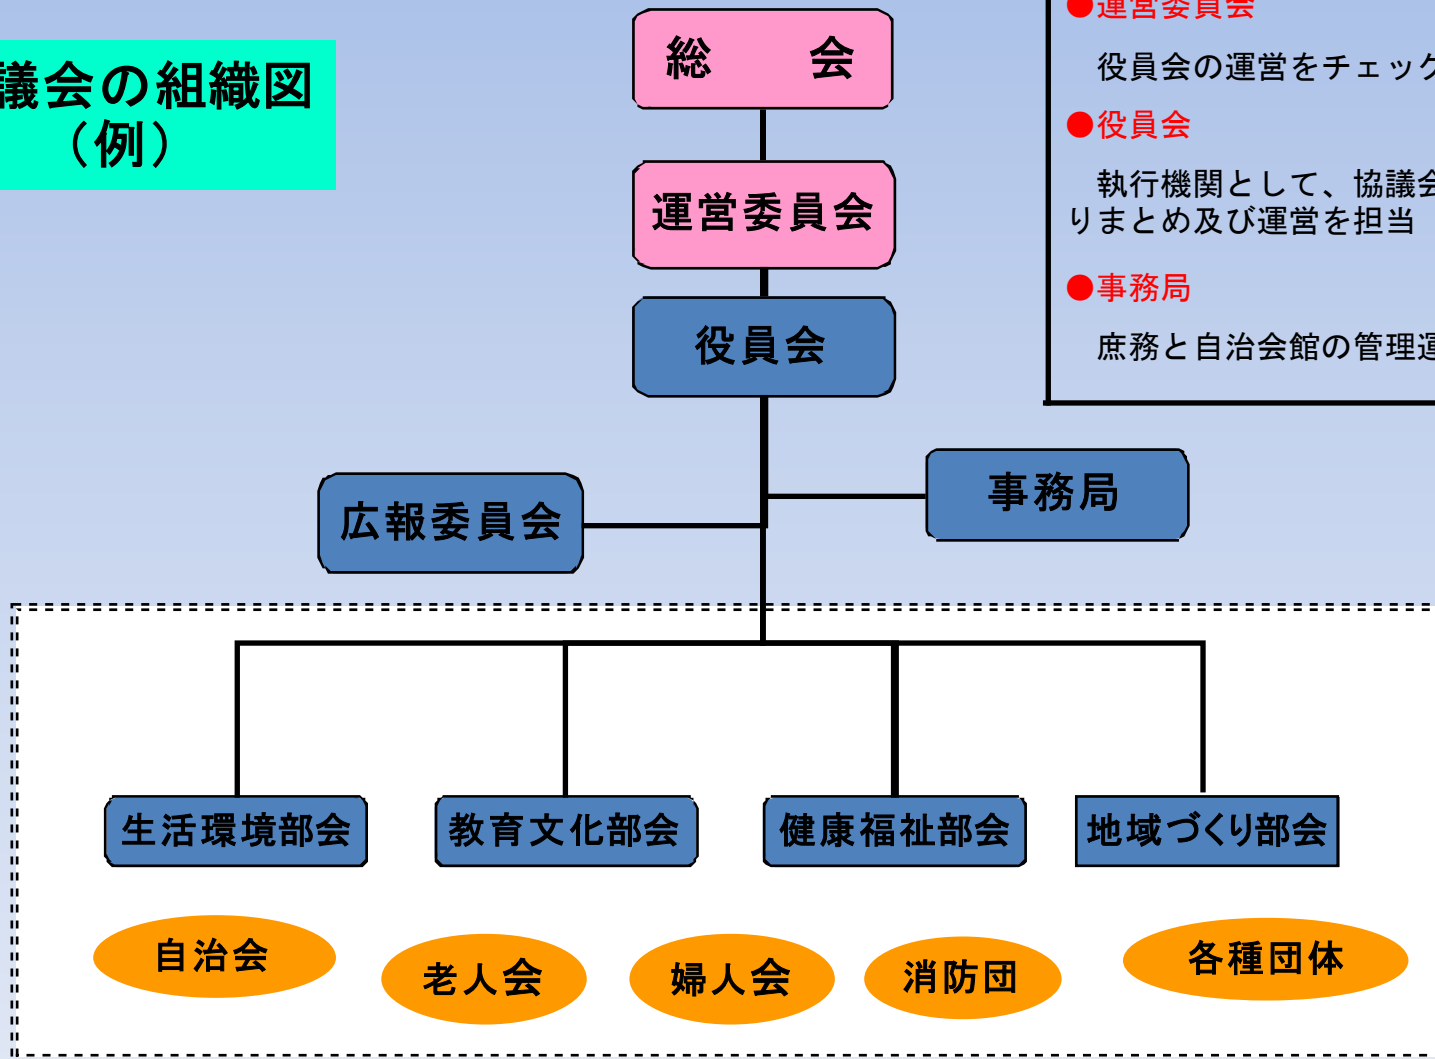 議会の組織図
（例）
総　会
運営委員会
役員会
広報委員会
事務局
●運営委員会
役員会の運営をチェック
●役員会
執行機関として、協議会
りまとめ及び運営を担当
●事務局
庶務と自治会館の管理運
生活環境部会
教育文化部会
健康福祉部会
地域づくり部会
自治会
老人会
婦人会
消防団
各種団体